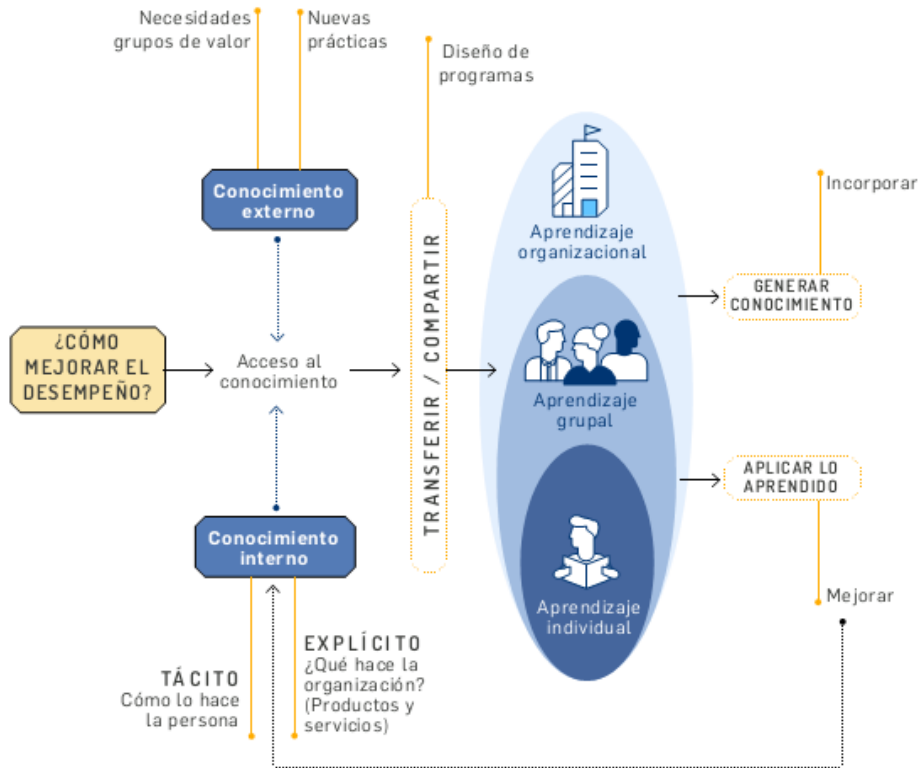 Necesidades
grupos de valor
Nuevas
prácticas
Diseño de
programas
Conocimiento
externo
¿CÓMO
MEJORAR EL
DESEMPEÑO?
Acceso al
conocimiento
TRANSFERIR / COMPARTIR
Aprendizaje
organizacional
Aprendizaje
grupal
Aprendizaje
individual
Incorporar
GENERAR
CONOCIMIENTO
APLICAR LO
APRENDIDO
Mejorar
Conocimiento
interno
TÁCITO
Cómo lo hace
la persona
EXPLÍCITO
¿Qué hace la
organización?
(Productos y
servicios)